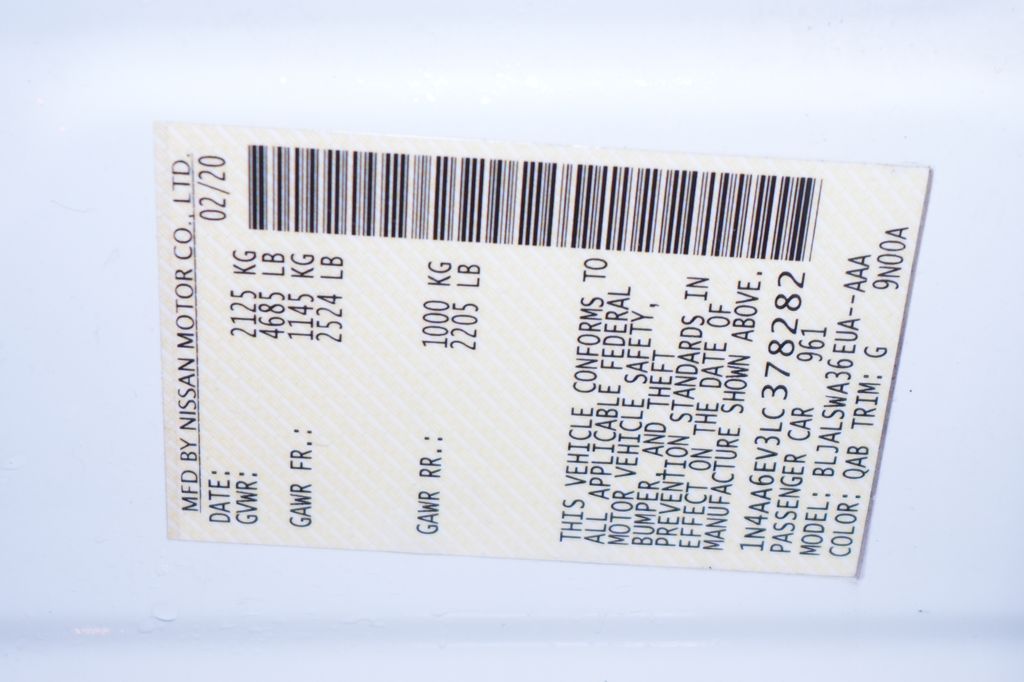 MFD BY NISSAN MOTOR CO., LTD.
DATE: 02/20
GVWR: 2125 KG
4685 LB
GAWR FR.: 1145 KG
2524 LB
GAWR RR.: 1000 KG
2205 LB
THIS VEHICLE CONFORMS TO
ALL APPLICABLE FEDERAL
MOTOR VEHICLE SAFETY,
BUMPER, AND THEFT
PREVENTION STANDARDS IN
EFFECT ON THE DATE OF
MANUFACTURE SHOWN ABOVE.
1N4AA6EV3LC378282
PASSENGER CAR 961
MODEL: BLJALSWA36EUA--AAA
COLOR: QAB TRIM: G 9N00A